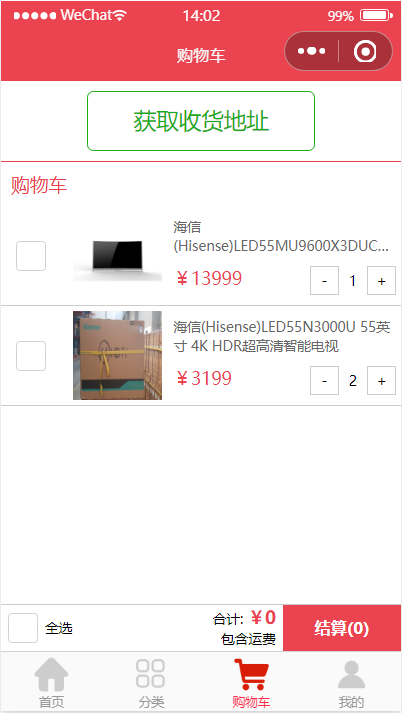 WeChat 14:02 99%
购物车
获取收货地址
购物车
海信
(Hisense)LED55MU9600X3DUC...
￥13999
- 1 +
海信(Hisense)LED55N3000U 55英
寸 4K HDR超高清智能电视
￥3199
- 2 +
全选
合计: ￥0
包含运费
结算(0)
首页 分类 购物车 我的